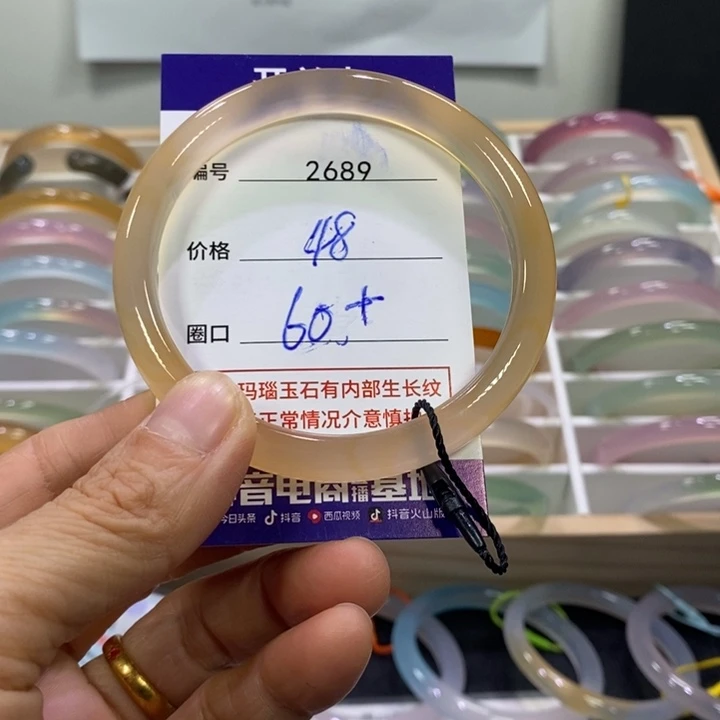 编号 2689
价格 48
圈口 60+
玛瑙玉石有内部生长纹
正常情况介意慎拍
音电商直播基地
今日头条 抖音 西瓜视频 抖音火山版